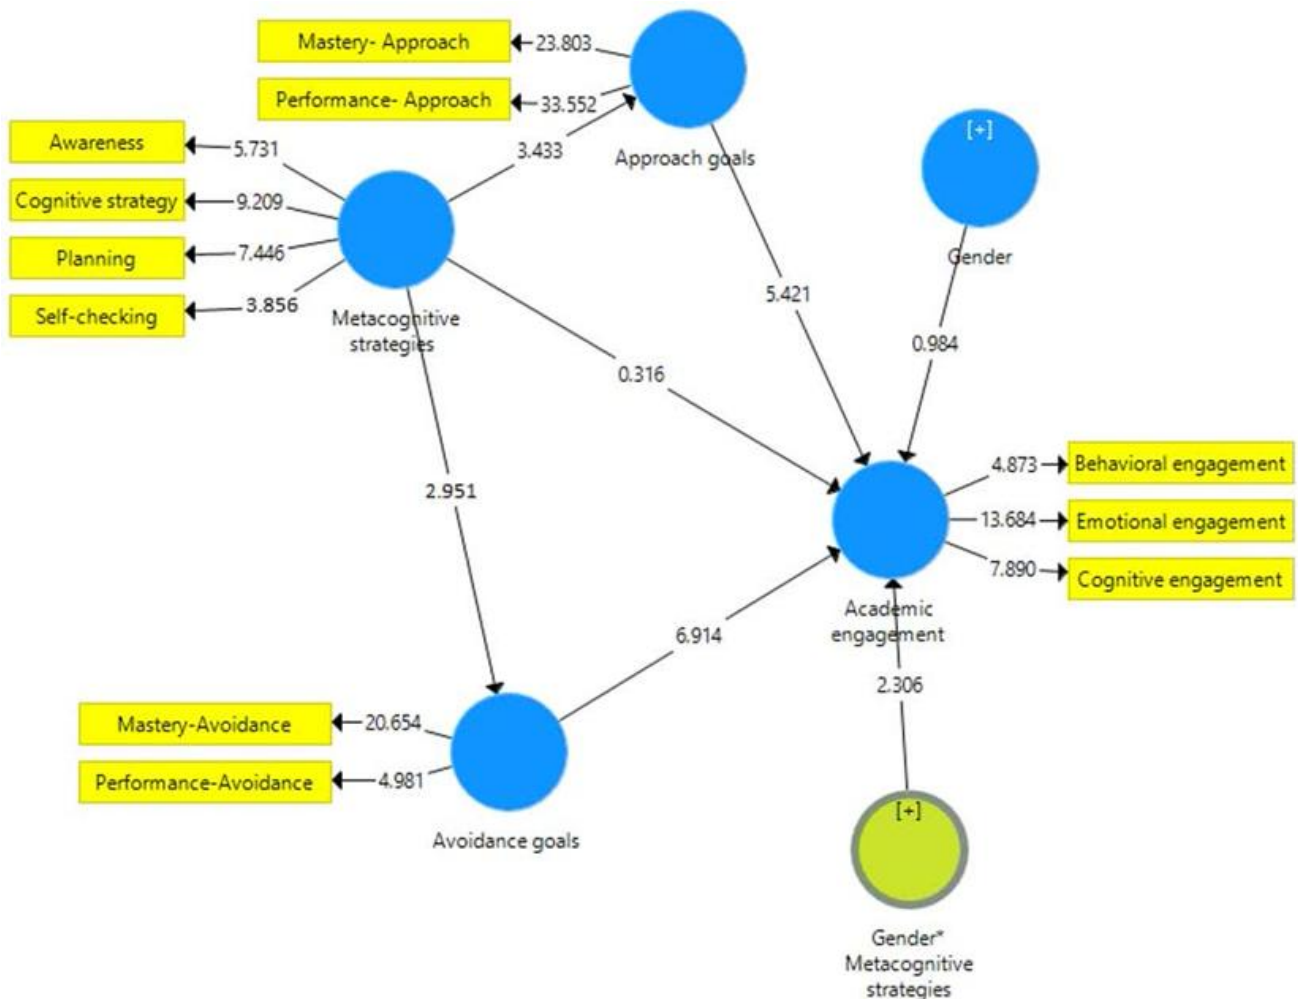 Mastery- Approach
23.803
Performance- Approach
33.552
Approach goals
[+]
Gender
Awareness
5.731
Cognitive strategy
9.209
Planning
7.446
Self-checking
3.856
Metacognitive
strategies
3.433
5.421
0.984
0.316
2.951
Behavioral engagement
4.873
Emotional engagement
13.684
Cognitive engagement
7.890
Academic
engagement
6.914
2.306
Mastery-Avoidance
20.654
Performance-Avoidance
4.981
Avoidance goals
[+]
Gender*
Metacognitive
strategies